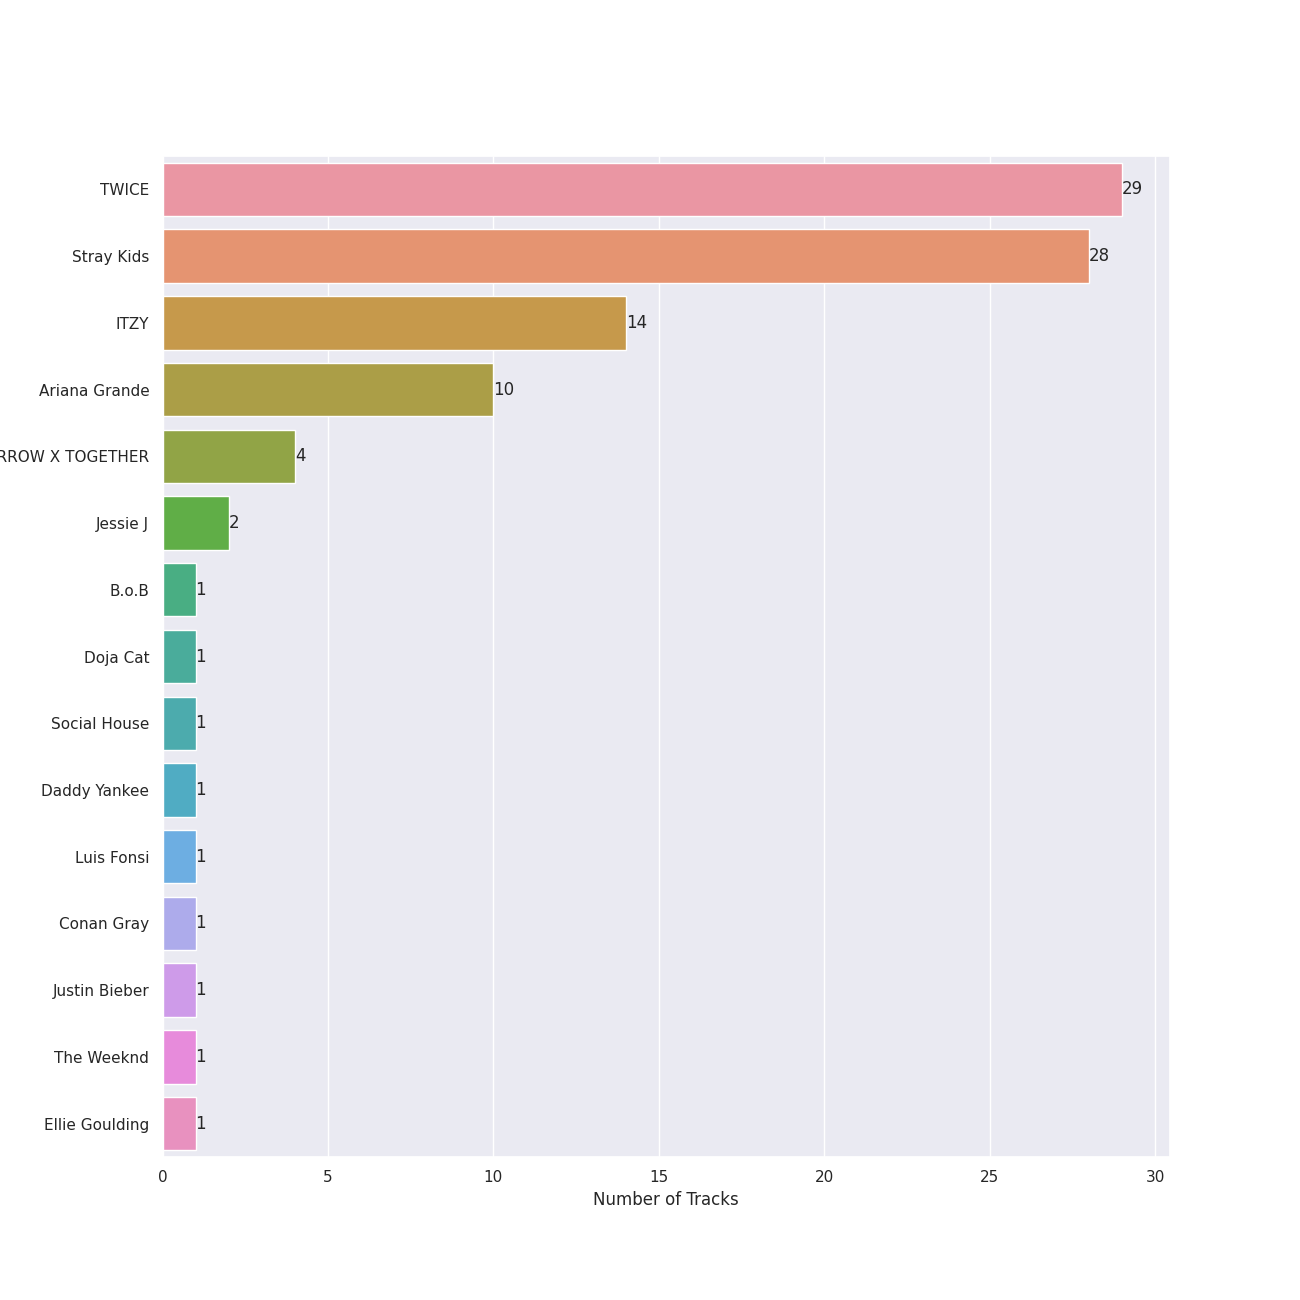 TWICE 29
Stray Kids 28
ITZY 14
Ariana Grande 10
RROW X TOGETHER 4
Jessie J 2
B.o.B 1
Doja Cat 1
Social House 1
Daddy Yankee 1
Luis Fonsi 1
Conan Gray 1
Justin Bieber 1
The Weeknd 1
Ellie Goulding 1
0 5 10 15 20 25 30
Number of Tracks